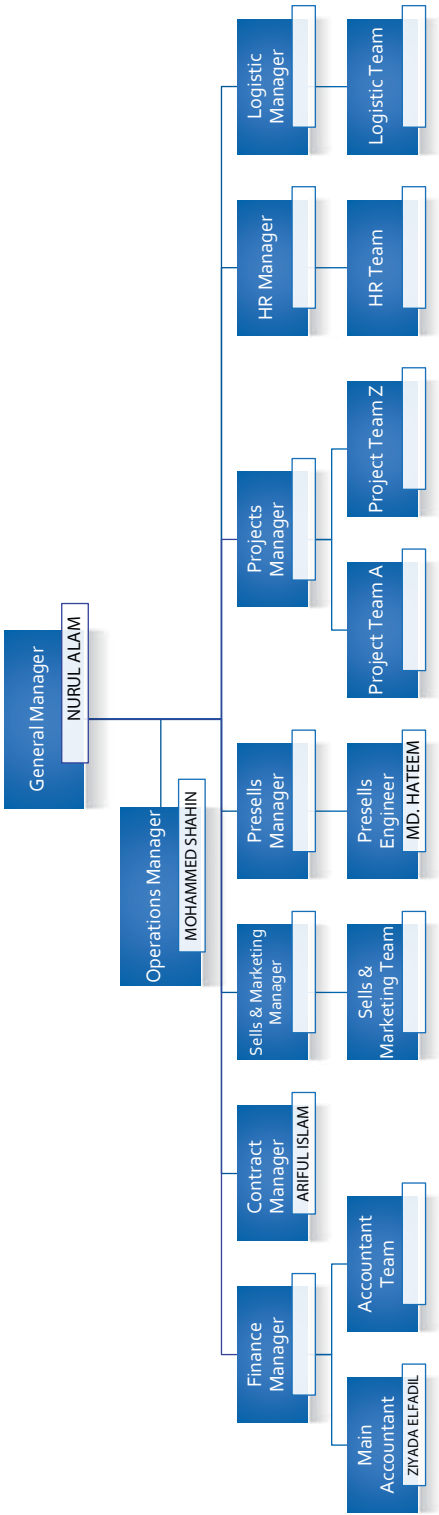 General Manager
NURUL ALAM
Operations Manager
MOHAMMED SHAHIN
Finance
Manager
Contract
Manager
ARIFUL ISLAM
Sells & Marketing
Manager
Presells
Manager
Projects
Manager
HR Manager
Logistic
Manager
Main
Accountant
ZIYADA ELFADIL
Accountant
Team
Sells &
Marketing Team
Presells
Engineer
MD. HATEEM
Project Team A
Project Team Z
HR Team
Logistic Team